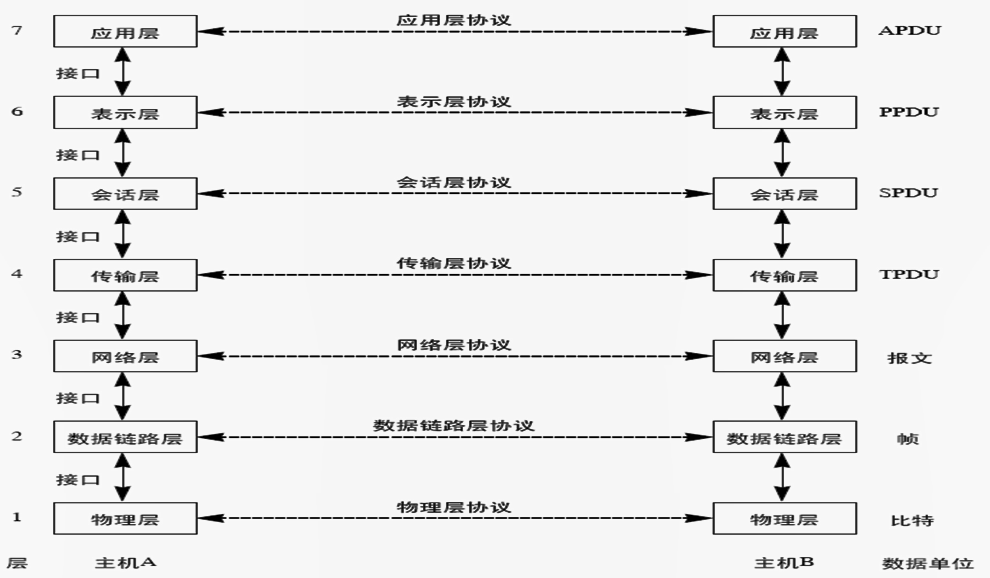 应用层协议
7 应用层 应用层 APDU
接口
表示层协议
6 表示层 表示层 PPDU
接口
会话层协议
5 会话层 会话层 SPDU
接口
传输层协议
4 传输层 传输层 TPDU
接口
网络层协议
3 网络层 网络层 报文
接口
数据链路层协议
2 数据链路层 数据链路层 帧
接口
物理层协议
1 物理层 物理层 比特
层 主机A 主机B 数据单位